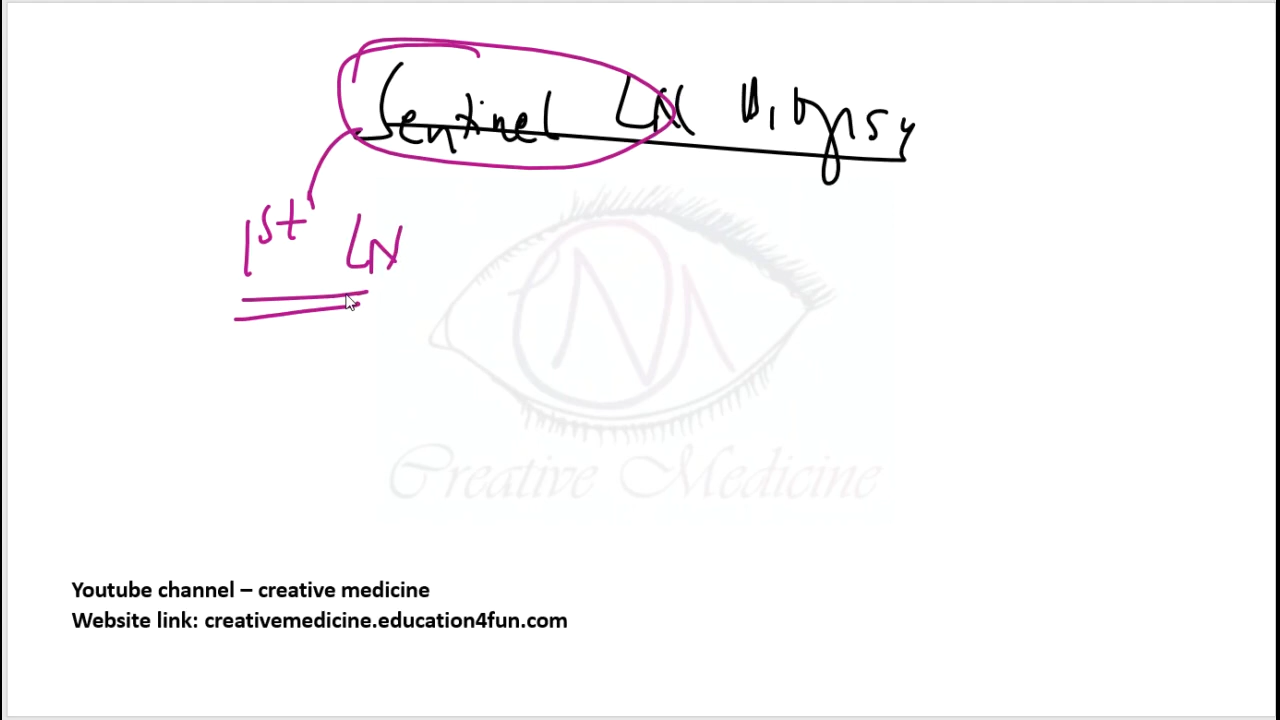 Sentinel LN Biopsy
1st LN
Creative Medicine
Youtube channel – creative medicine
Website link: creativemedicine.education4fun.com